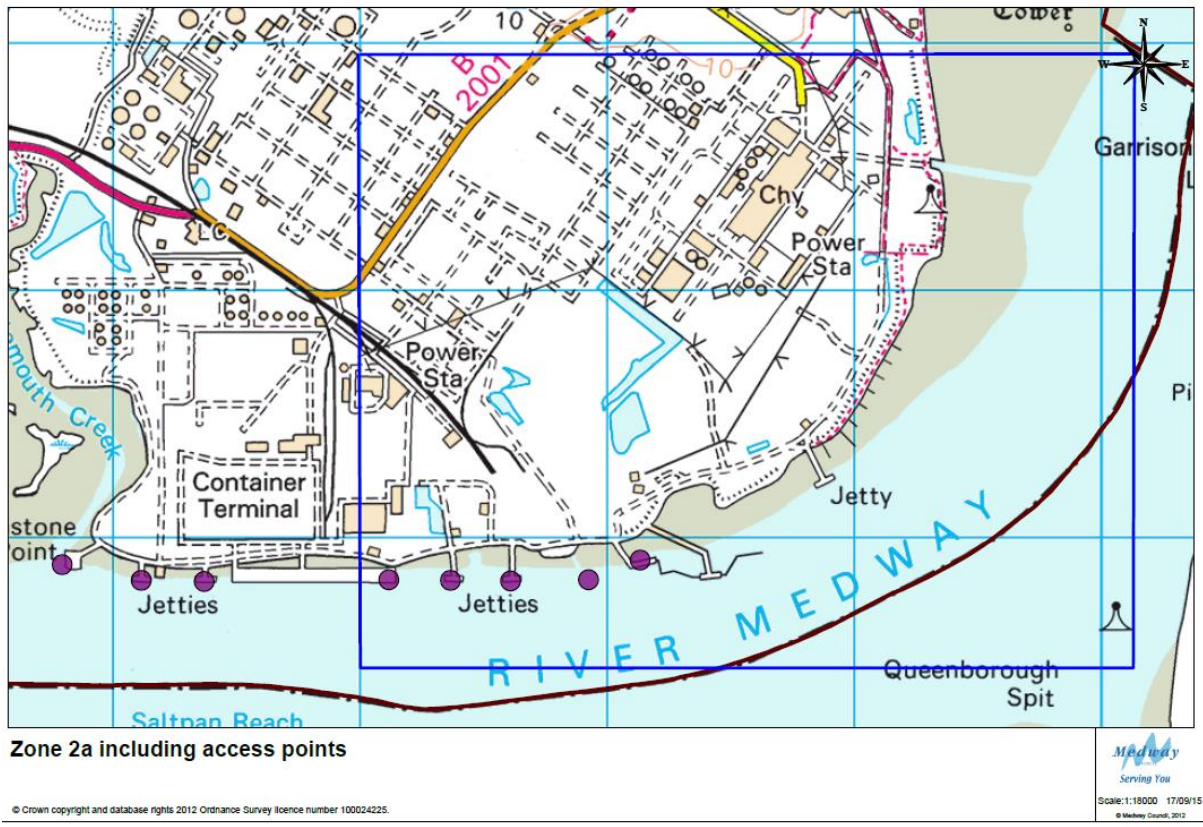 10
Tower
N
W
E
S
B 2001
10
Garrison
L
Chy
LC
Power
Sta
Power
Sta
Pi
mouth Creek
Container
Terminal
Jetty
stone
oint
Jetties
Jetties
RIVER MEDWAY
Queenborough
Spit
Saltpan Reach
Zone 2a including access points
Medway
Serving You
Scale:1:18000 17/09/15
© Crown copyright and database rights 2012 Ordnance Survey licence number 100024225.
© Medway Council, 2012